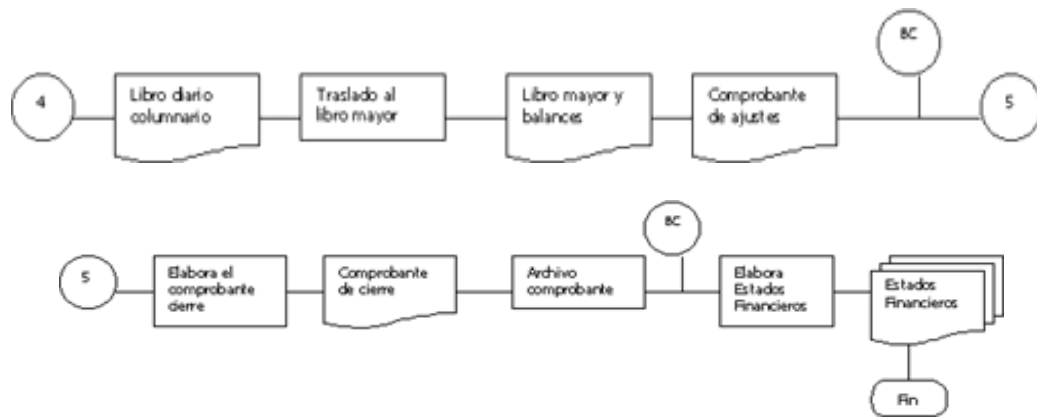 BC
4
Libro diario
columnario
Traslado al
libro mayor
Libro mayor y
balances
Comprobante
de ajustes
5
BC
5
Elabora el
comprobante
cierre
Comprobante
de cierre
Archivo
comprobante
Elabora
Estados
Financieros
Estados
Financieros
Fin